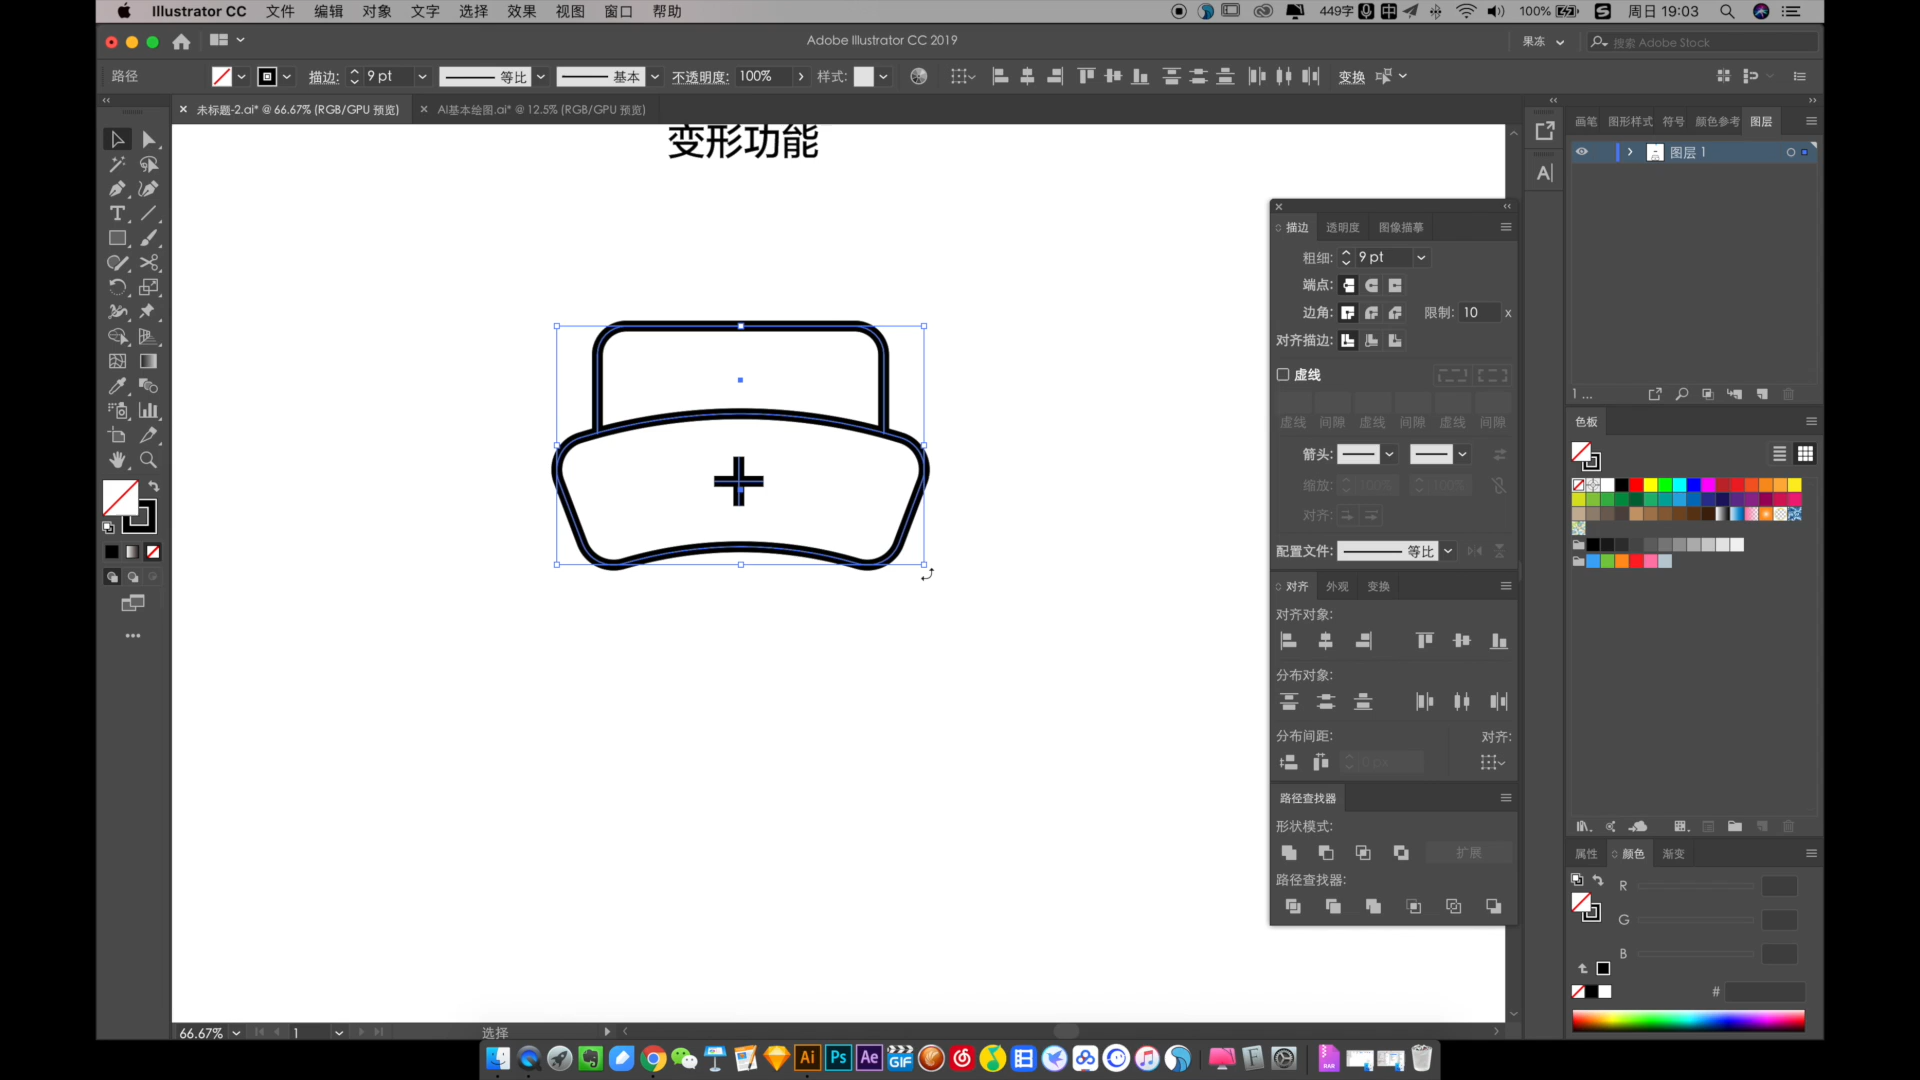 Illustrator CC 文件 编辑 对象 文字 选择 效果 视图 窗口 帮助 449字 100% 周日 19:03
Adobe Illustrator CC 2019 果冻 搜索 Adobe Stock
路径 描边: 9 pt 等比 基本 不透明度: 100% 样式: 变换
× 未标题-2.ai* @ 66.67% (RGB/GPU 预览) × AI基本绘图.ai* @ 12.5% (RGB/GPU 预览)
画笔 图形样式 符号 颜色参考 图层
变形功能
图层 1
描边 透明度 图像描摹
粗细: 9 pt
端点:
边角: 限制: 10 x
对齐描边:
虚线
虚线 间隙 虚线 间隙 虚线 间隙
1 ...
色板
箭头:
缩放: 100% 100%
对齐:
配置文件: 等比
对齐 外观 变换
对齐对象:
分布对象:
分布间距: 对齐:
0 px
路径查找器
形状模式:
扩展
路径查找器:
属性 颜色 渐变
R
G
B
#
66.67% 1 选择
Ai Ps Ae GIF